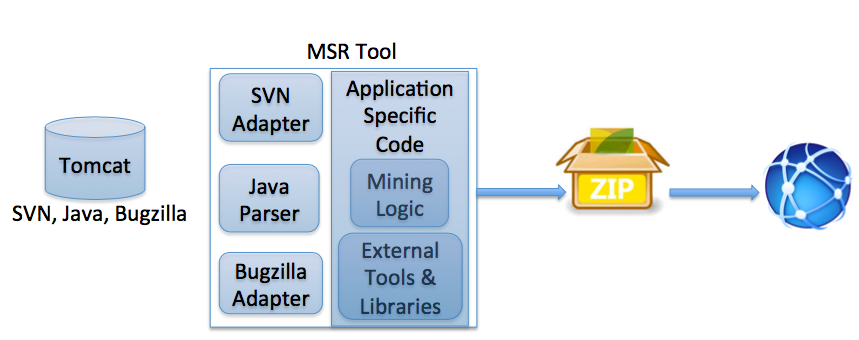 MSR Tool
Tomcat
SVN, Java, Bugzilla
SVN
Adapter
Java
Parser
Bugzilla
Adapter
Application
Specific
Code
Mining
Logic
External
Tools &
Libraries
ZIP